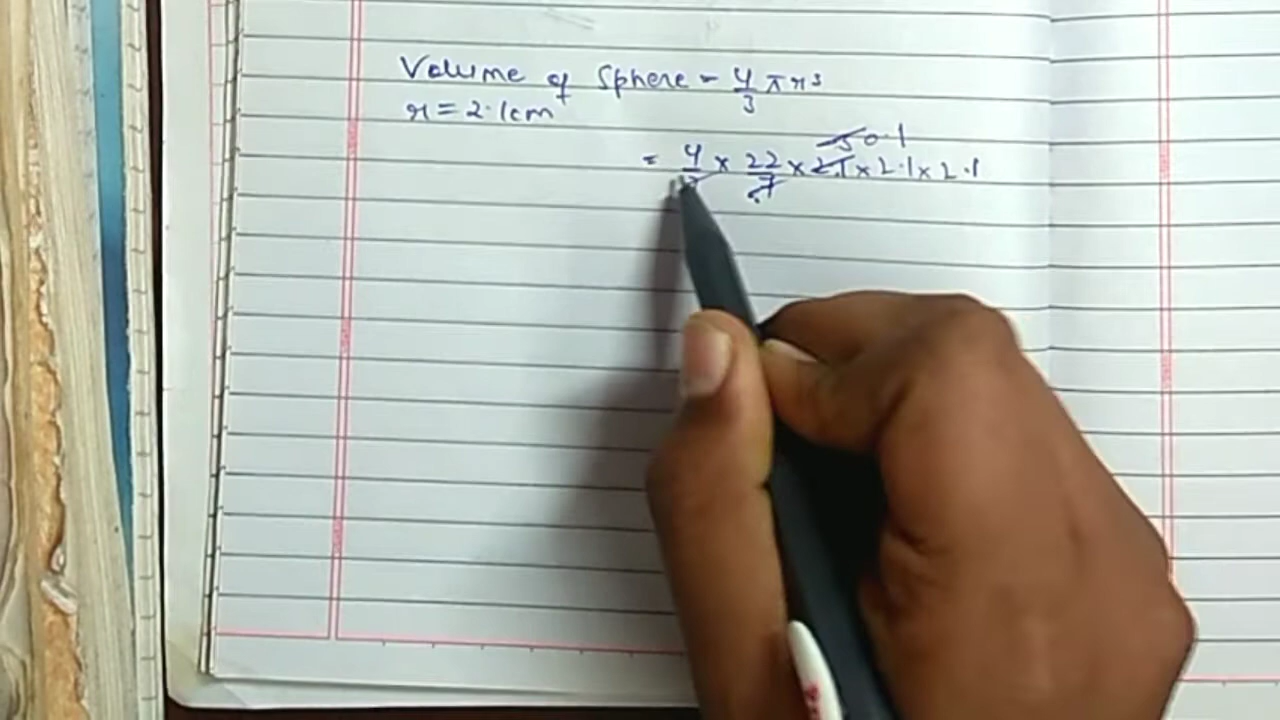 Volume of Sphere = 4/3 πr³
r = 2.1cm
0.1
= 4/3 × 22/7 × 2.1 × 2.1 × 2.1